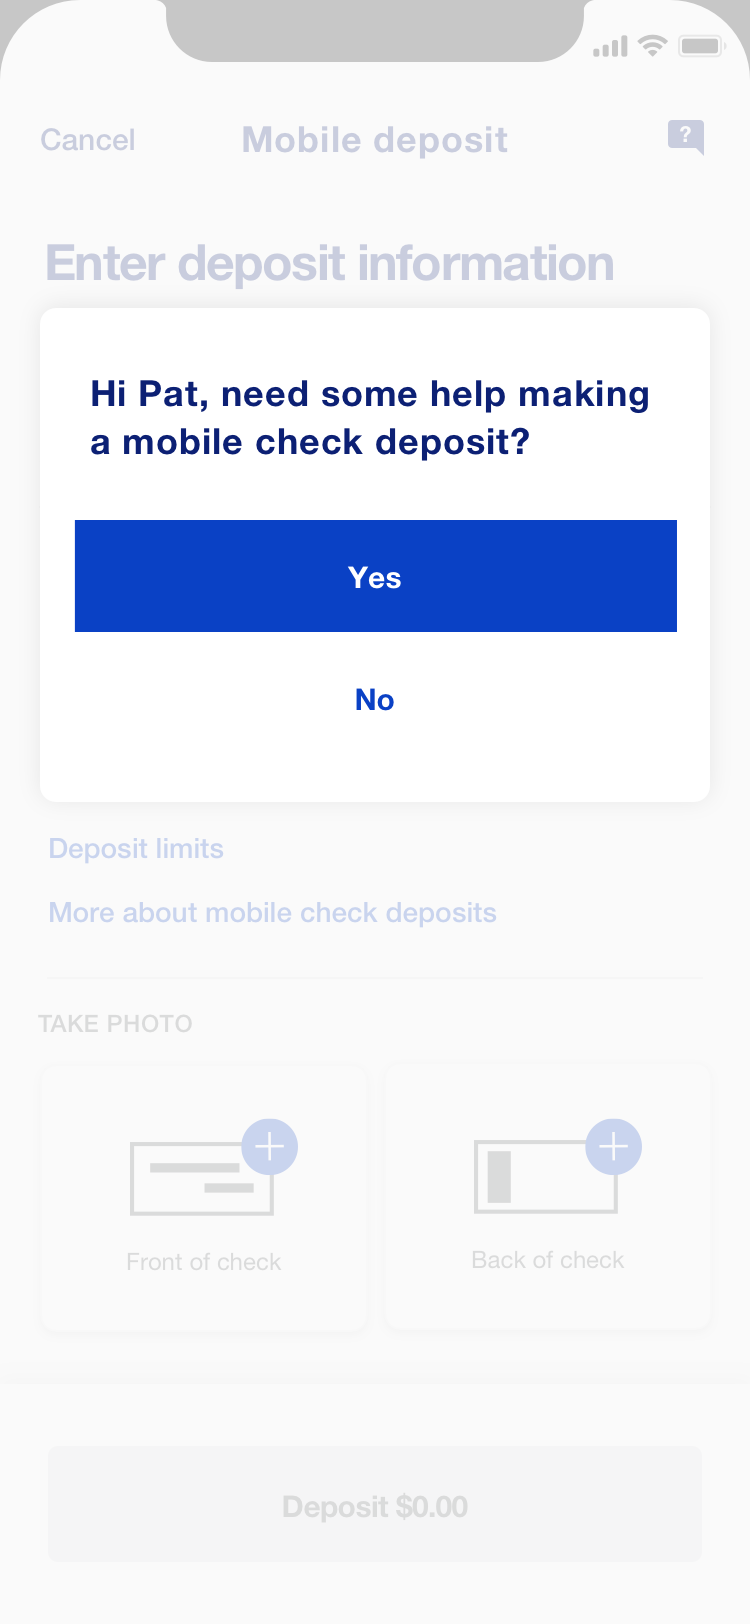 Cancel
Mobile deposit
?
Enter deposit information
Hi Pat, need some help making
a mobile check deposit?
Yes
No
Deposit limits
More about mobile check deposits
TAKE PHOTO
Front of check
Back of check
Deposit $0.00